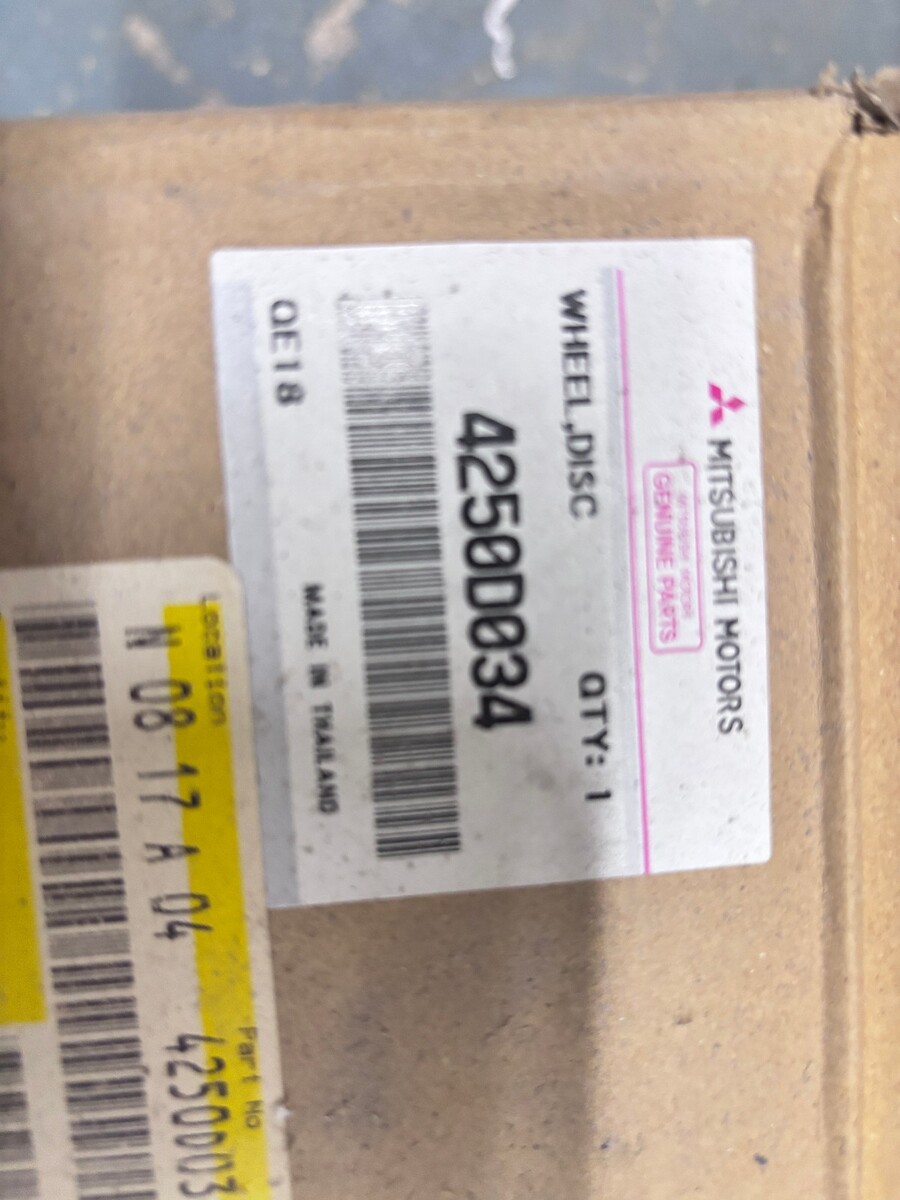 MITSUBISHI MOTORS
GENUINE PARTS
WHEEL,DISC QTY: 1
4250D034
QE18 MADE IN THAILAND
Location
N 08 17 A 04
Part No
4250D03